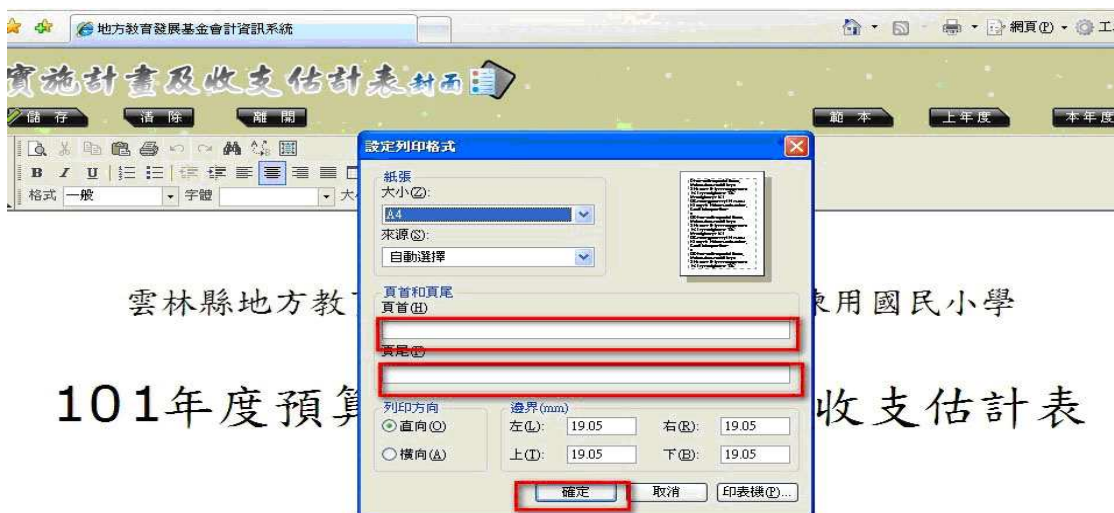 地方教育發展基金會計資訊系統
網頁(P)
工
實施計畫及收支估計表封面
儲存 清除 離開 範本 上年度 本年度
設定列印格式
B I U
格式 一般 字體 大
紙張
大小(Z):
A4
來源(S):
自動選擇
頁首和頁尾
頁首(H)
頁尾(F)
列印方向
直向(O)
橫向(A)
邊界(mm)
左(L): 19.05 右(R): 19.05
上(T): 19.05 下(B): 19.05
確定 取消 印表機(P)...
雲林縣地方教
用國民小學
101年度預算
收支估計表